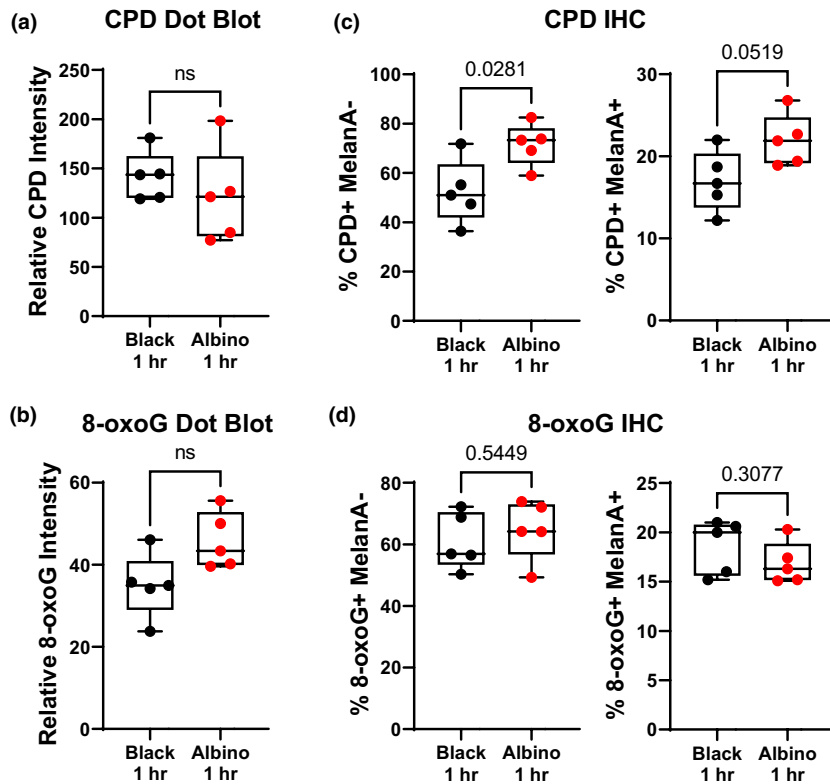 (a) CPD Dot Blot
Relative CPD Intensity
250
200
150
100
50
0
ns
Black
1 hr
Albino
1 hr
(c) CPD IHC
% CPD+ MelanA-
100
80
60
40
20
0
0.0281
Black
1 hr
Albino
1 hr
% CPD+ MelanA+
30
20
10
0
0.0519
Black
1 hr
Albino
1 hr
(b) 8-oxoG Dot Blot
Relative 8-oxoG Intensity
60
40
20
0
ns
Black
1 hr
Albino
1 hr
(d) 8-oxoG IHC
% 8-oxoG+ MelanA-
80
60
40
20
0
0.5449
Black
1 hr
Albino
1 hr
% 8-oxoG+ MelanA+
25
20
15
10
5
0
0.3077
Black
1 hr
Albino
1 hr